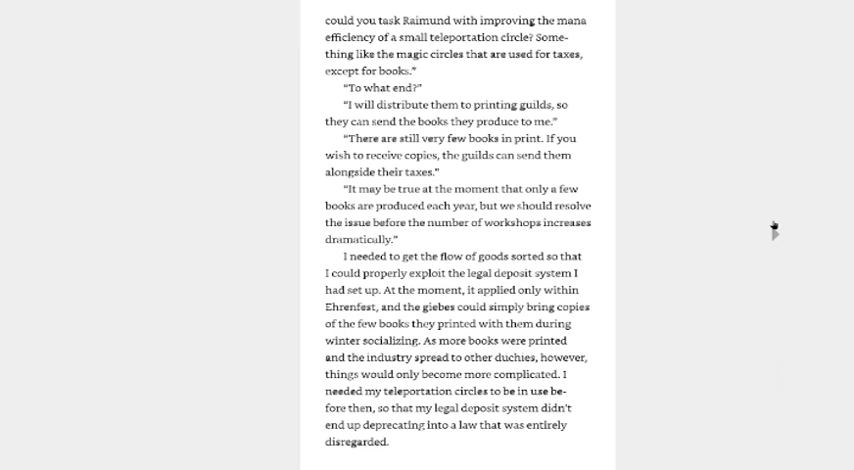 could you task Raimund with improving the mana
efficiency of a small teleportation circle? Some-
thing like the magic circles that are used for taxes,
except for books.”
“To what end?”
“I will distribute them to printing guilds, so
they can send the books they produce to me.”
“There are still very few books in print. If you
wish to receive copies, the guilds can send them
alongside their taxes.”
“It may be true at the moment that only a few
books are produced each year, but we should resolve
the issue before the number of workshops increases
dramatically.”
I needed to get the flow of goods sorted so that
I could properly exploit the legal deposit system I
had set up. At the moment, it applied only within
Ehrenfest, and the giebes could simply bring copies
of the few books they printed with them during
winter socializing. As more books were printed
and the industry spread to other duchies, however,
things would only become more complicated. I
needed my teleportation circles to be in use be-
fore then, so that my legal deposit system didn’t
end up deprecating into a law that was entirely
disregarded.